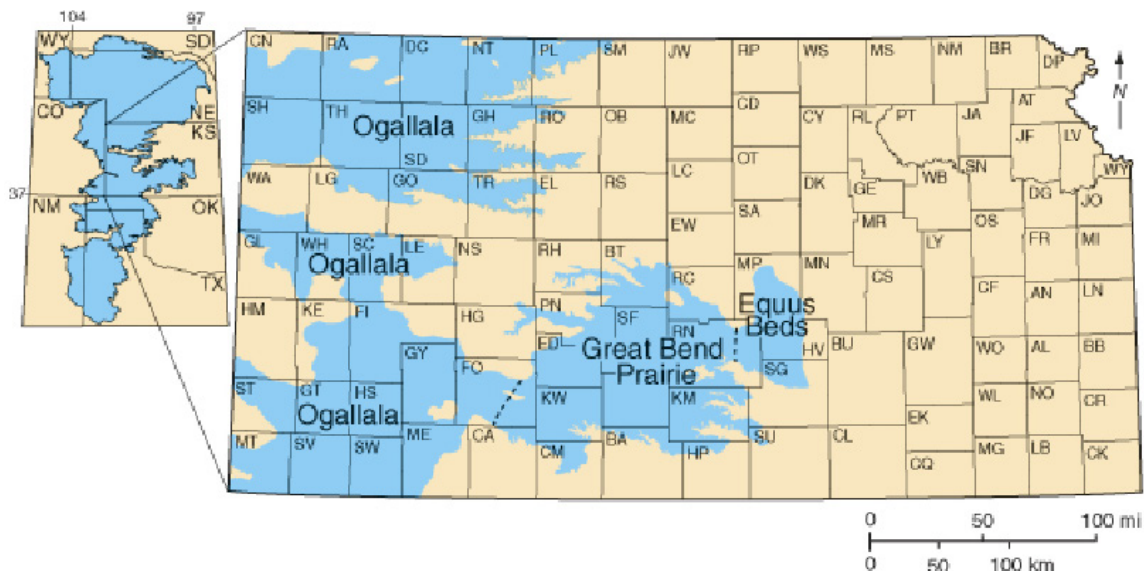 104 97
WY SD
CO NE
KS
37
NM OK
TX
CN RA DC NT PL SM JW RP WS MS NM BR DP
SH TH Ogallala GH RO OB MC CD CY RL PT JA AT
SD JF LV
WA LG GO TR EL RS LC OT DK GE WB SN DG WY
SA MR JO
GL WH SC LE NS RH BT EW LY OS FR MI
Ogallala
RC MP MN CS
HM KE FI HG PN SF Equus CF AN LN
Beds
GY ED RN HV BU GW WO AL BB
Great Bend
Prairie
ST GT HS FO KW KM SG WL NO CR
Ogallala
EK
MT SV SW ME CA CM BA HP SU CL CQ MG LB CK
N
0 50 100 mi
0 50 100 km